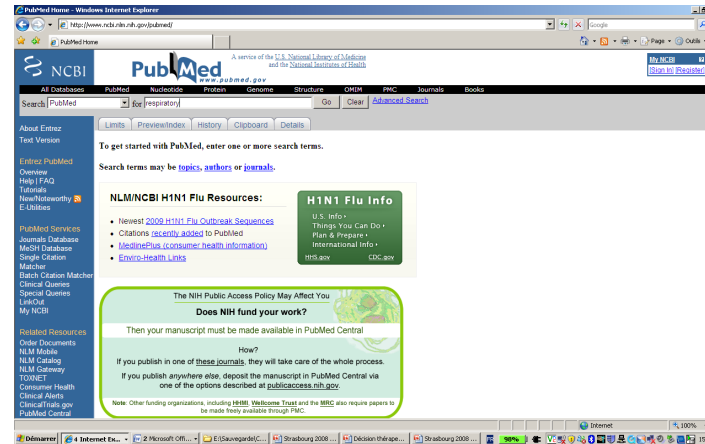 PubMed Home - Windows Internet Explorer
http://www.ncbi.nlm.nih.gov/pubmed/
Google
PubMed Home
Page
Outils
NCBI
PubMed
www.pubmed.gov
A service of the U.S. National Library of Medicine
and the National Institutes of Health
My NCBI
[Sign In] [Register]
All Databases PubMed Nucleotide Protein Genome Structure OMIM PMC Journals Books
Search PubMed for respiratory Go Clear Advanced Search
Limits Preview/Index History Clipboard Details
About Entrez
Text Version
Entrez PubMed
Overview
Help | FAQ
Tutorials
New/Noteworthy
E-Utilities
PubMed Services
Journals Database
MeSH Database
Single Citation
Matcher
Batch Citation Matcher
Clinical Queries
Special Queries
LinkOut
My NCBI
Related Resources
Order Documents
NLM Mobile
NLM Catalog
NLM Gateway
TOXNET
Consumer Health
Clinical Alerts
ClinicalTrials.gov
PubMed Central
To get started with PubMed, enter one or more search terms.
Search terms may be topics, authors or journals.
NLM/NCBI H1N1 Flu Resources:
• Newest 2009 H1N1 Flu Outbreak Sequences
• Citations recently added to PubMed
• MedlinePlus (consumer health information)
• Enviro-Health Links
H1N1 Flu Info
U.S. Info
Things You Can Do
Plan & Prepare
International Info
HHS.gov CDC.gov
The NIH Public Access Policy May Affect You
Does NIH fund your work?
Then your manuscript must be made available in PubMed Central
How?
If you publish in one of these journals, they will take care of the whole process.
If you publish anywhere else, deposit the manuscript in PubMed Central via
one of the options described at publicaccess.nih.gov.
Note: Other funding organizations, including HHMI, Wellcome Trust and the MRC also require papers to
be made freely available through PMC.
Internet
100%
Démarrer
4 Internet Ex...
2 Microsoft Offi...
E:\Sauvegarde\C...
Strasbourg 2008 ...
Décision thérape...
Strasbourg 2008 ...
98%
15